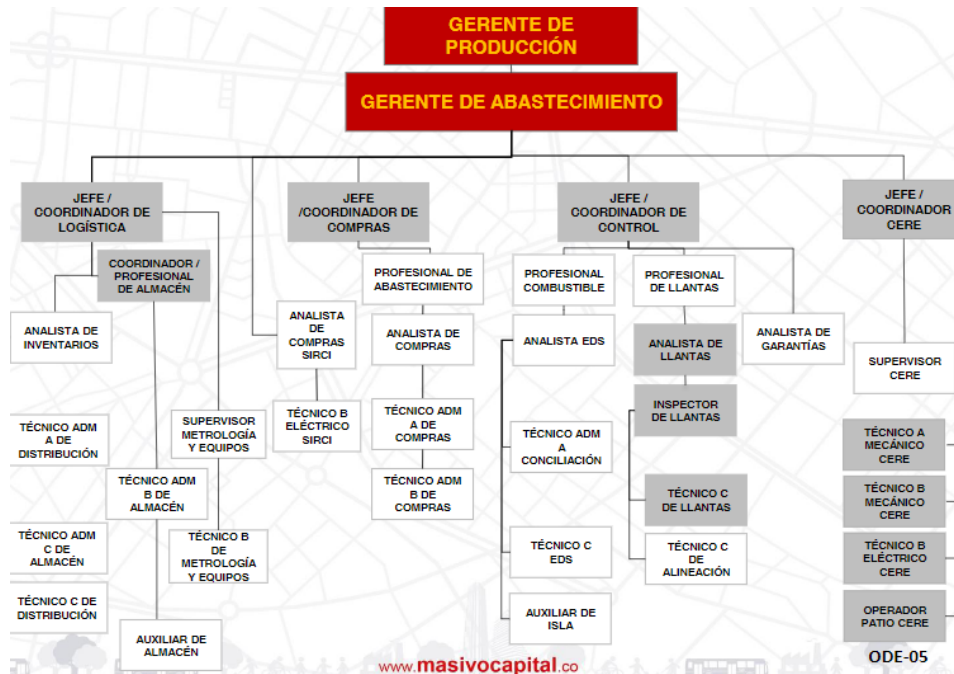 GERENTE DE
PRODUCCIÓN
GERENTE DE ABASTECIMIENTO
JEFE /
COORDINADOR DE
LOGÍSTICA
JEFE
/COORDINADOR DE
COMPRAS
JEFE /
COORDINADOR DE
CONTROL
JEFE /
COORDINADOR
CERE
COORDINADOR /
PROFESIONAL
DE ALMACÉN
PROFESIONAL DE
ABASTECIMIENTO
PROFESIONAL
COMBUSTIBLE
PROFESIONAL
DE LLANTAS
ANALISTA DE
INVENTARIOS
ANALISTA
DE
COMPRAS
SIRCI
ANALISTA DE
COMPRAS
ANALISTA EDS
ANALISTA DE
LLANTAS
ANALISTA DE
GARANTÍAS
SUPERVISOR
CERE
INSPECTOR
DE LLANTAS
TÉCNICO ADM
A DE
DISTRIBUCIÓN
SUPERVISOR
METROLOGÍA
Y EQUIPOS
TÉCNICO B
ELÉCTRICO
SIRCI
TÉCNICO ADM
A DE
COMPRAS
TÉCNICO ADM
A
CONCILIACIÓN
TÉCNICO A
MECÁNICO
CERE
TÉCNICO ADM
B DE
ALMACÉN
TÉCNICO ADM
B DE
COMPRAS
TÉCNICO C
DE LLANTAS
TÉCNICO B
MECÁNICO
CERE
TÉCNICO ADM
C DE
ALMACÉN
TÉCNICO B
DE
METROLOGÍA
Y EQUIPOS
TÉCNICO C
EDS
TÉCNICO C
DE
ALINEACIÓN
TÉCNICO B
ELÉCTRICO
CERE
TÉCNICO C DE
DISTRIBUCIÓN
AUXILIAR DE
ALMACÉN
AUXILIAR DE
ISLA
OPERADOR
PATIO CERE
www.masivocapital.co
ODE-05